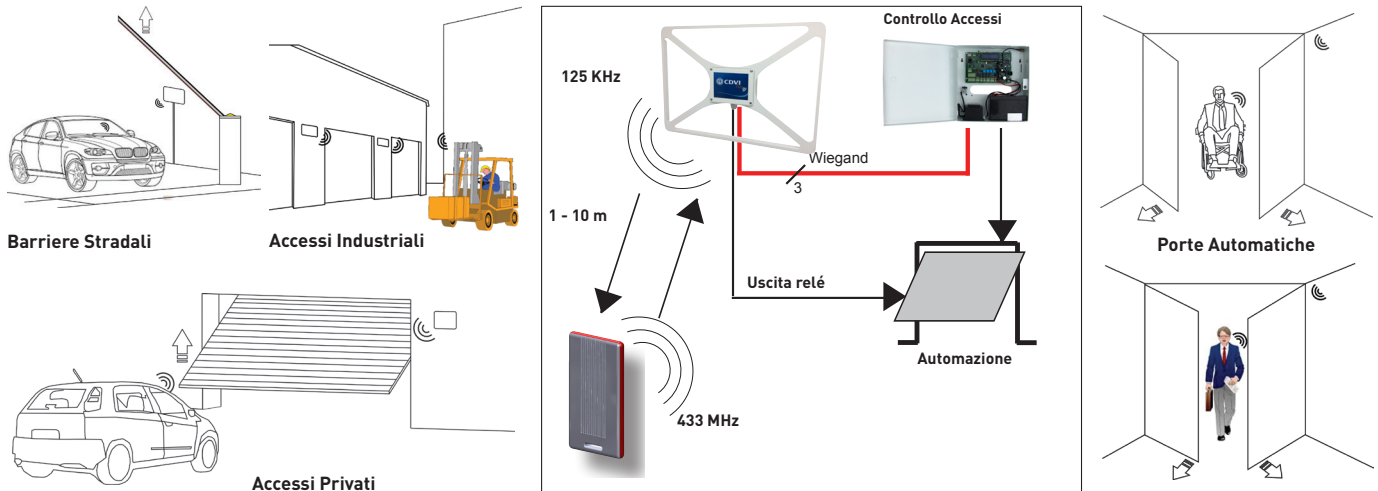 Barriere Stradali
Accessi Industriali
Accessi Privati
Controllo Accessi
125 KHz
CDVI
Wiegand
3
1 - 10 m
Uscita relé
Automazione
433 MHz
Porte Automatiche